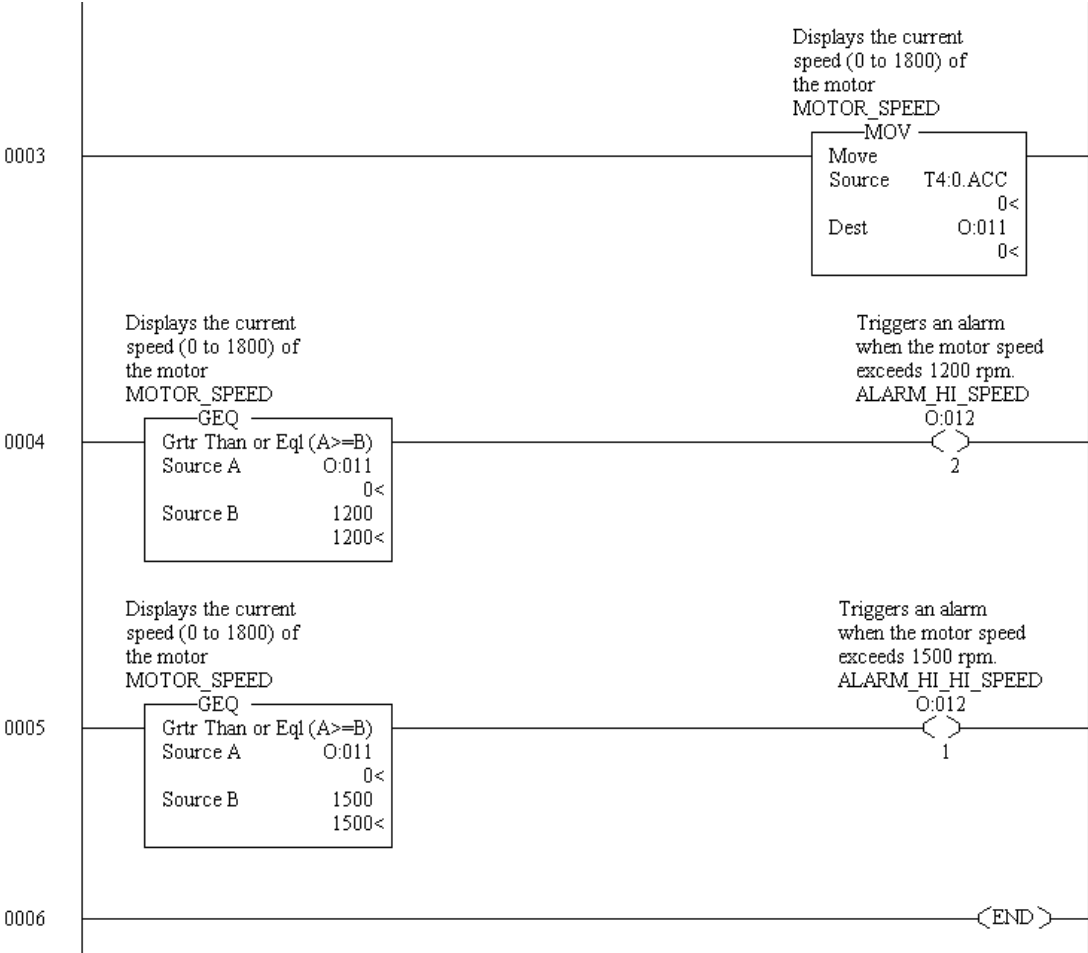 Displays the current
speed (0 to 1800) of
the motor
MOTOR_SPEED
MOV
0003
Move
Source T4:0.ACC
0<
Dest O:011
0<
Displays the current
speed (0 to 1800) of
the motor
MOTOR_SPEED
GEQ
0004
Grtr Than or Eql (A>=B)
Source A O:011
0<
Source B 1200
1200<
Triggers an alarm
when the motor speed
exceeds 1200 rpm.
ALARM_HI_SPEED
O:012
2
Displays the current
speed (0 to 1800) of
the motor
MOTOR_SPEED
GEQ
0005
Grtr Than or Eql (A>=B)
Source A O:011
0<
Source B 1500
1500<
Triggers an alarm
when the motor speed
exceeds 1500 rpm.
ALARM_HI_HI_SPEED
O:012
1
0006
END